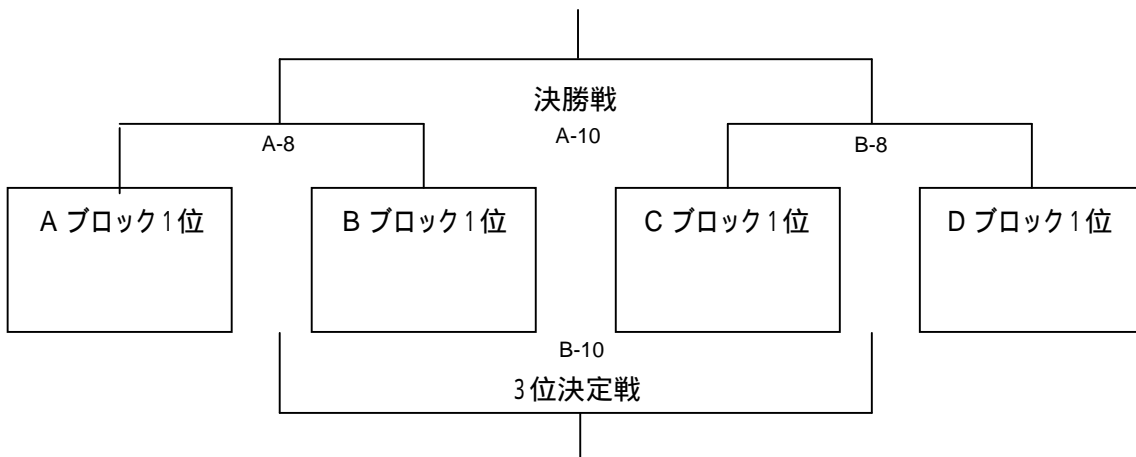 決勝戦
A-8
A-10
B-8
A ブロック1位
B ブロック1位
C ブロック1位
D ブロック1位
B-10
3位決定戦